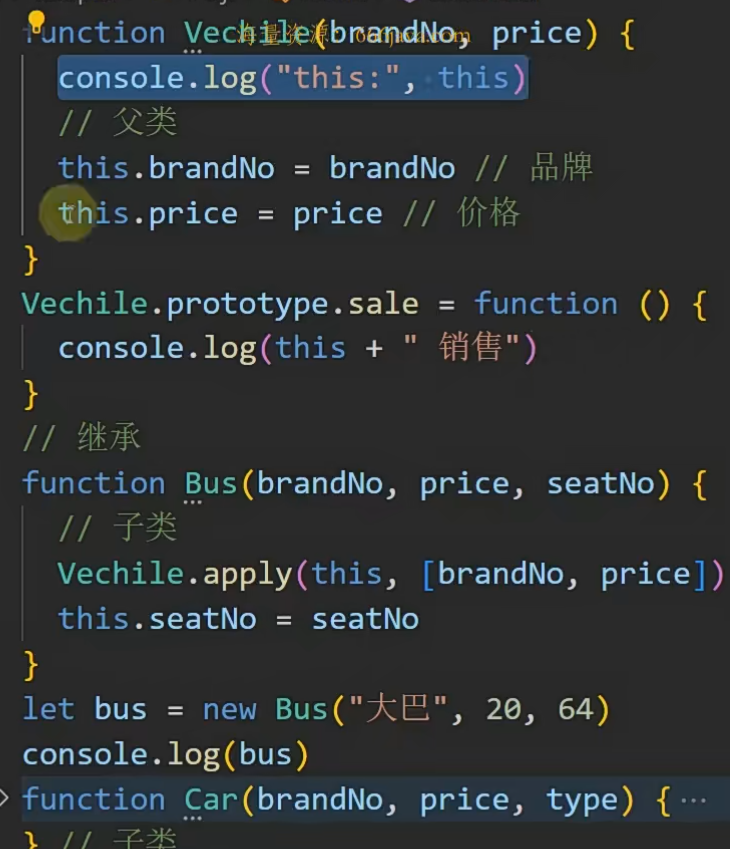 function Vechile(brandNo, price) {
console.log("this:", this)
// 父类
this.brandNo = brandNo // 品牌
this.price = price // 价格
}
Vechile.prototype.sale = function () {
console.log(this + " 销售")
}
// 继承
function Bus(brandNo, price, seatNo) {
// 子类
Vechile.apply(this, [brandNo, price])
this.seatNo = seatNo
}
let bus = new Bus("大巴", 20, 64)
console.log(bus)
function Car(brandNo, price, type) {···
} // 子类